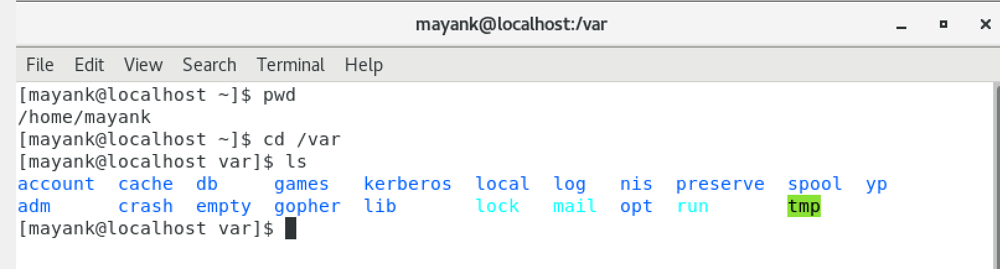 mayank@localhost:/var
File Edit View Search Terminal Help
[mayank@localhost ~]$ pwd
/home/mayank
[mayank@localhost ~]$ cd /var
[mayank@localhost var]$ ls
account  cache  db     games   kerberos  local  log   nis  preserve  spool  yp
adm      crash  empty  gopher  lib       lock   mail  opt  run       tmp
[mayank@localhost var]$